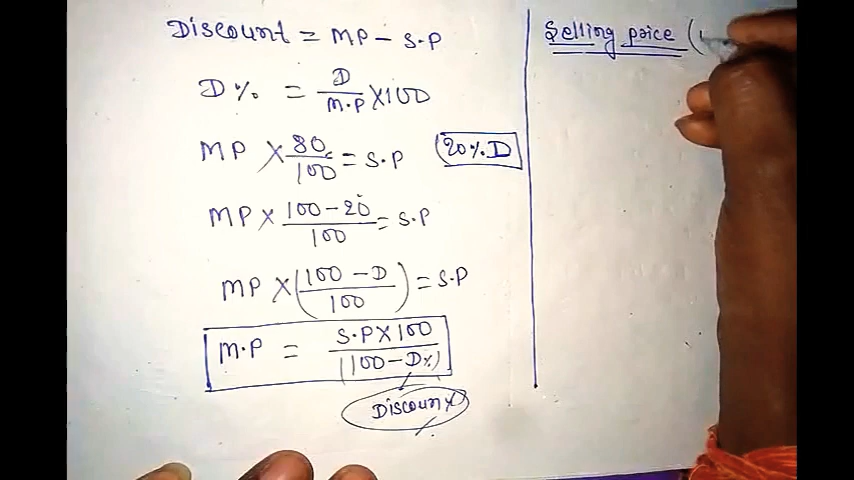 Discount = MP - S.P
D% = D/M.P × 100
MP × 80/100 = S.P (20%.D
MP × 100-20/100 = S.P
MP × (100-D/100) = S.P
M.P = S.P×100/(100-D%)
Discount
Selling price (